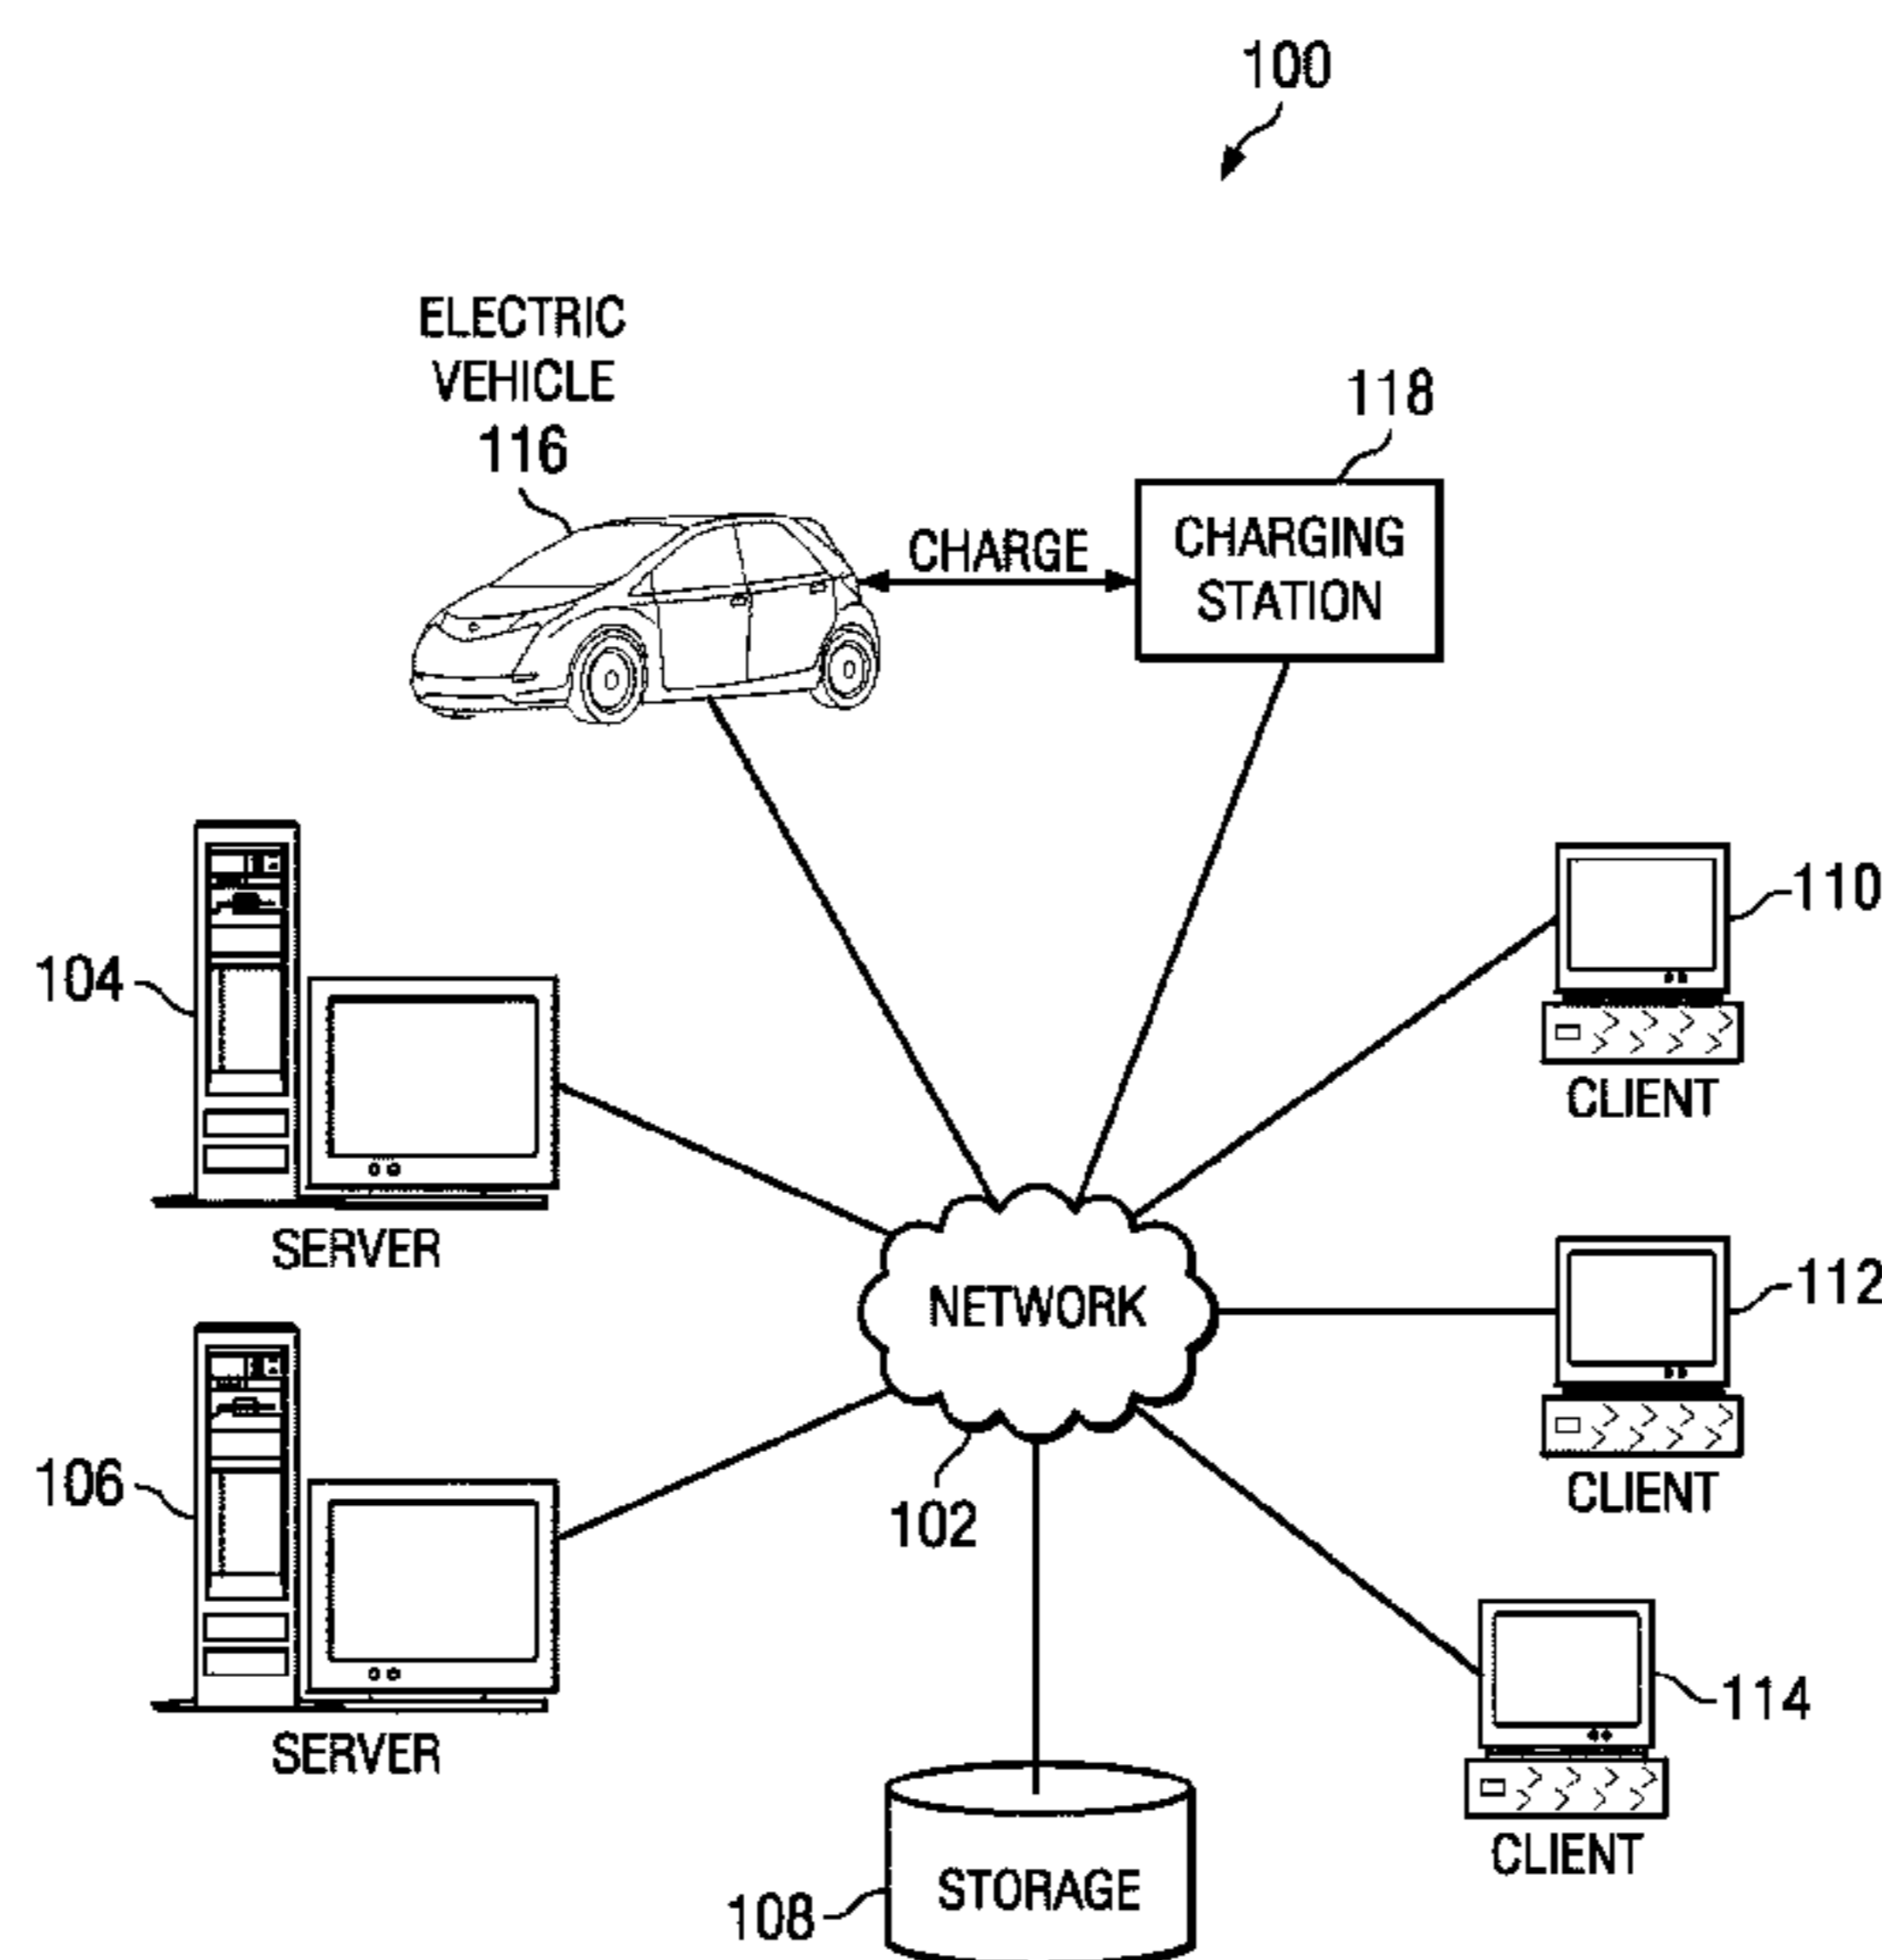 100
ELECTRIC
VEHICLE
116
118
CHARGE
CHARGING
STATION
110
CLIENT
104
SERVER
NETWORK
112
CLIENT
102
106
SERVER
114
CLIENT
STORAGE
108